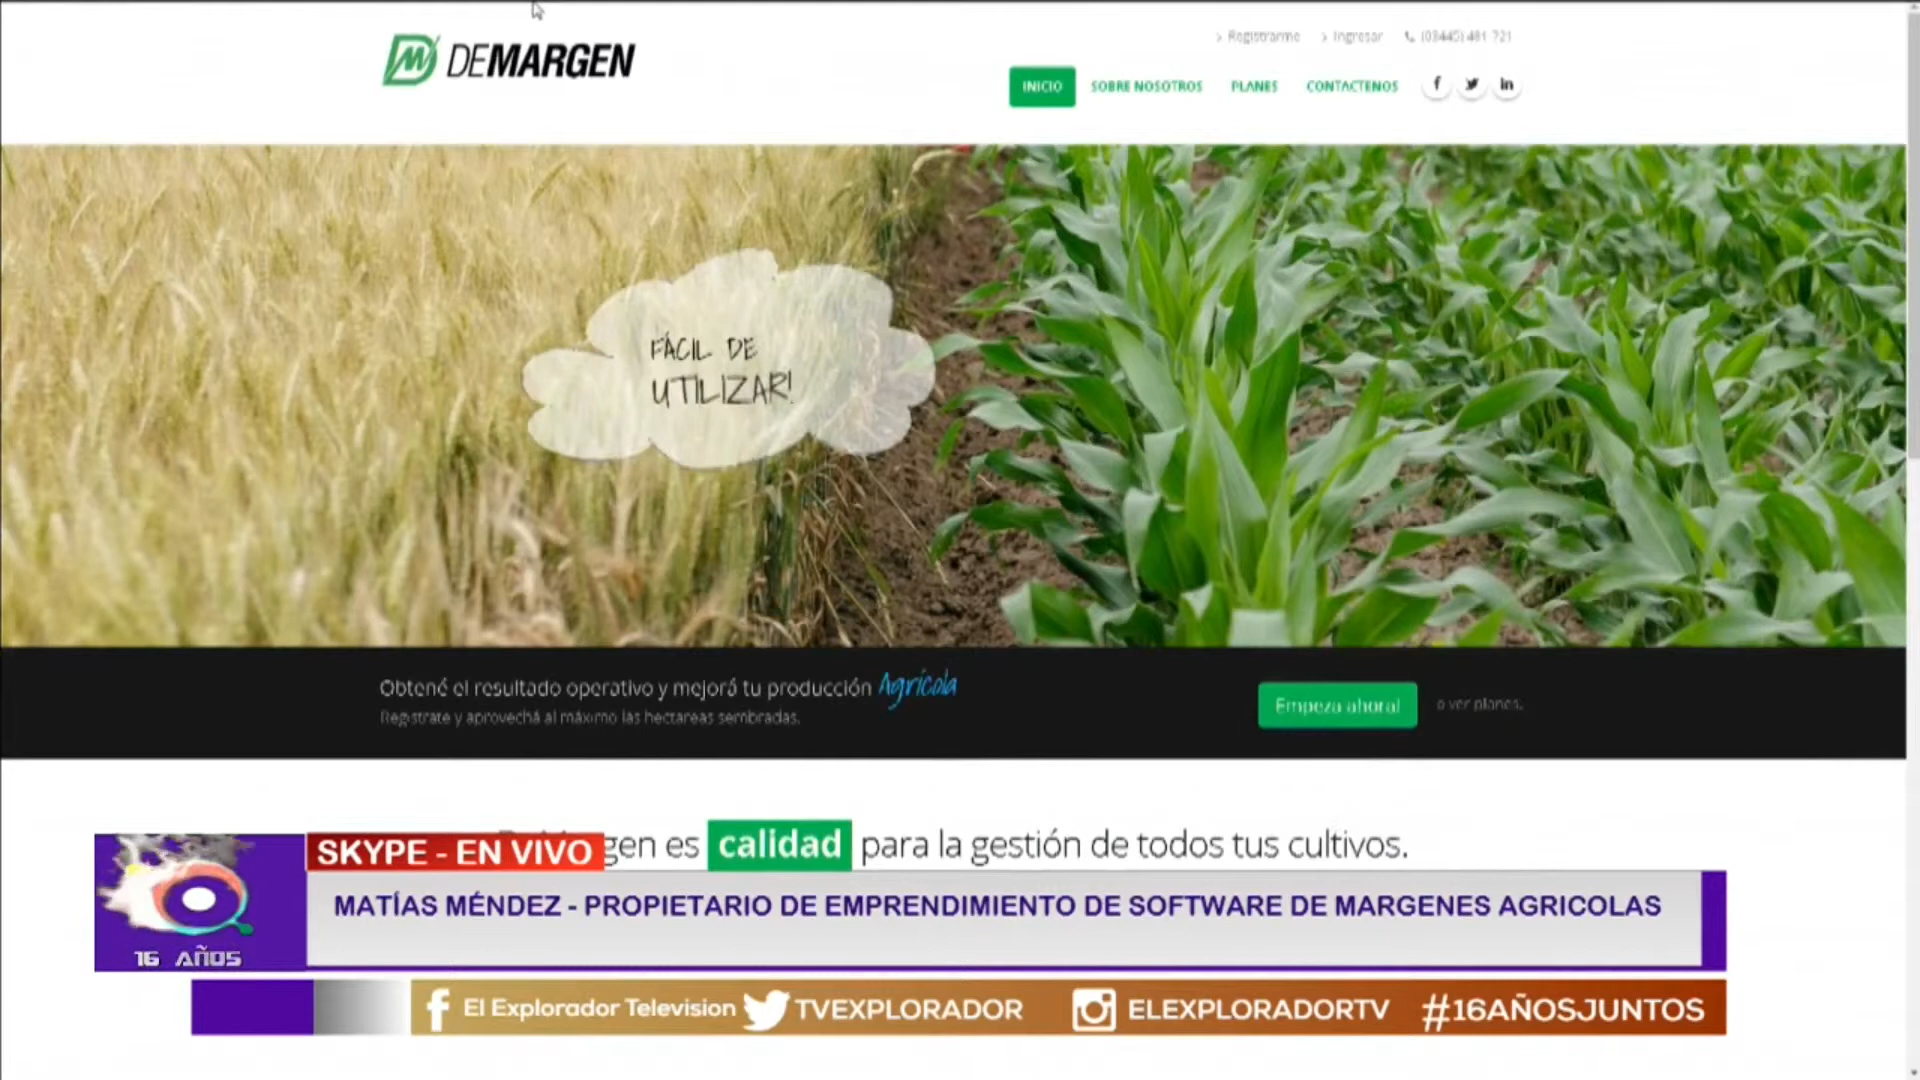 DEMARGEN
Registrarme
Ingresar
(03445) 481 721
INICIO
SOBRE NOSOTROS
PLANES
CONTACTENOS
FÁCIL DE
UTILIZAR!
Obtené el resultado operativo y mejorá tu producción Agrícola
Registrate y aprovechá al máximo las hectareas sembradas.
Empeza ahora!
o ver planes.
gen es calidad para la gestión de todos tus cultivos.
SKYPE - EN VIVO
MATÍAS MÉNDEZ - PROPIETARIO DE EMPRENDIMIENTO DE SOFTWARE DE MARGENES AGRICOLAS
16 AÑOS
El Explorador Television
TVEXPLORADOR
ELEXPLORADORTV
#16AÑOSJUNTOS